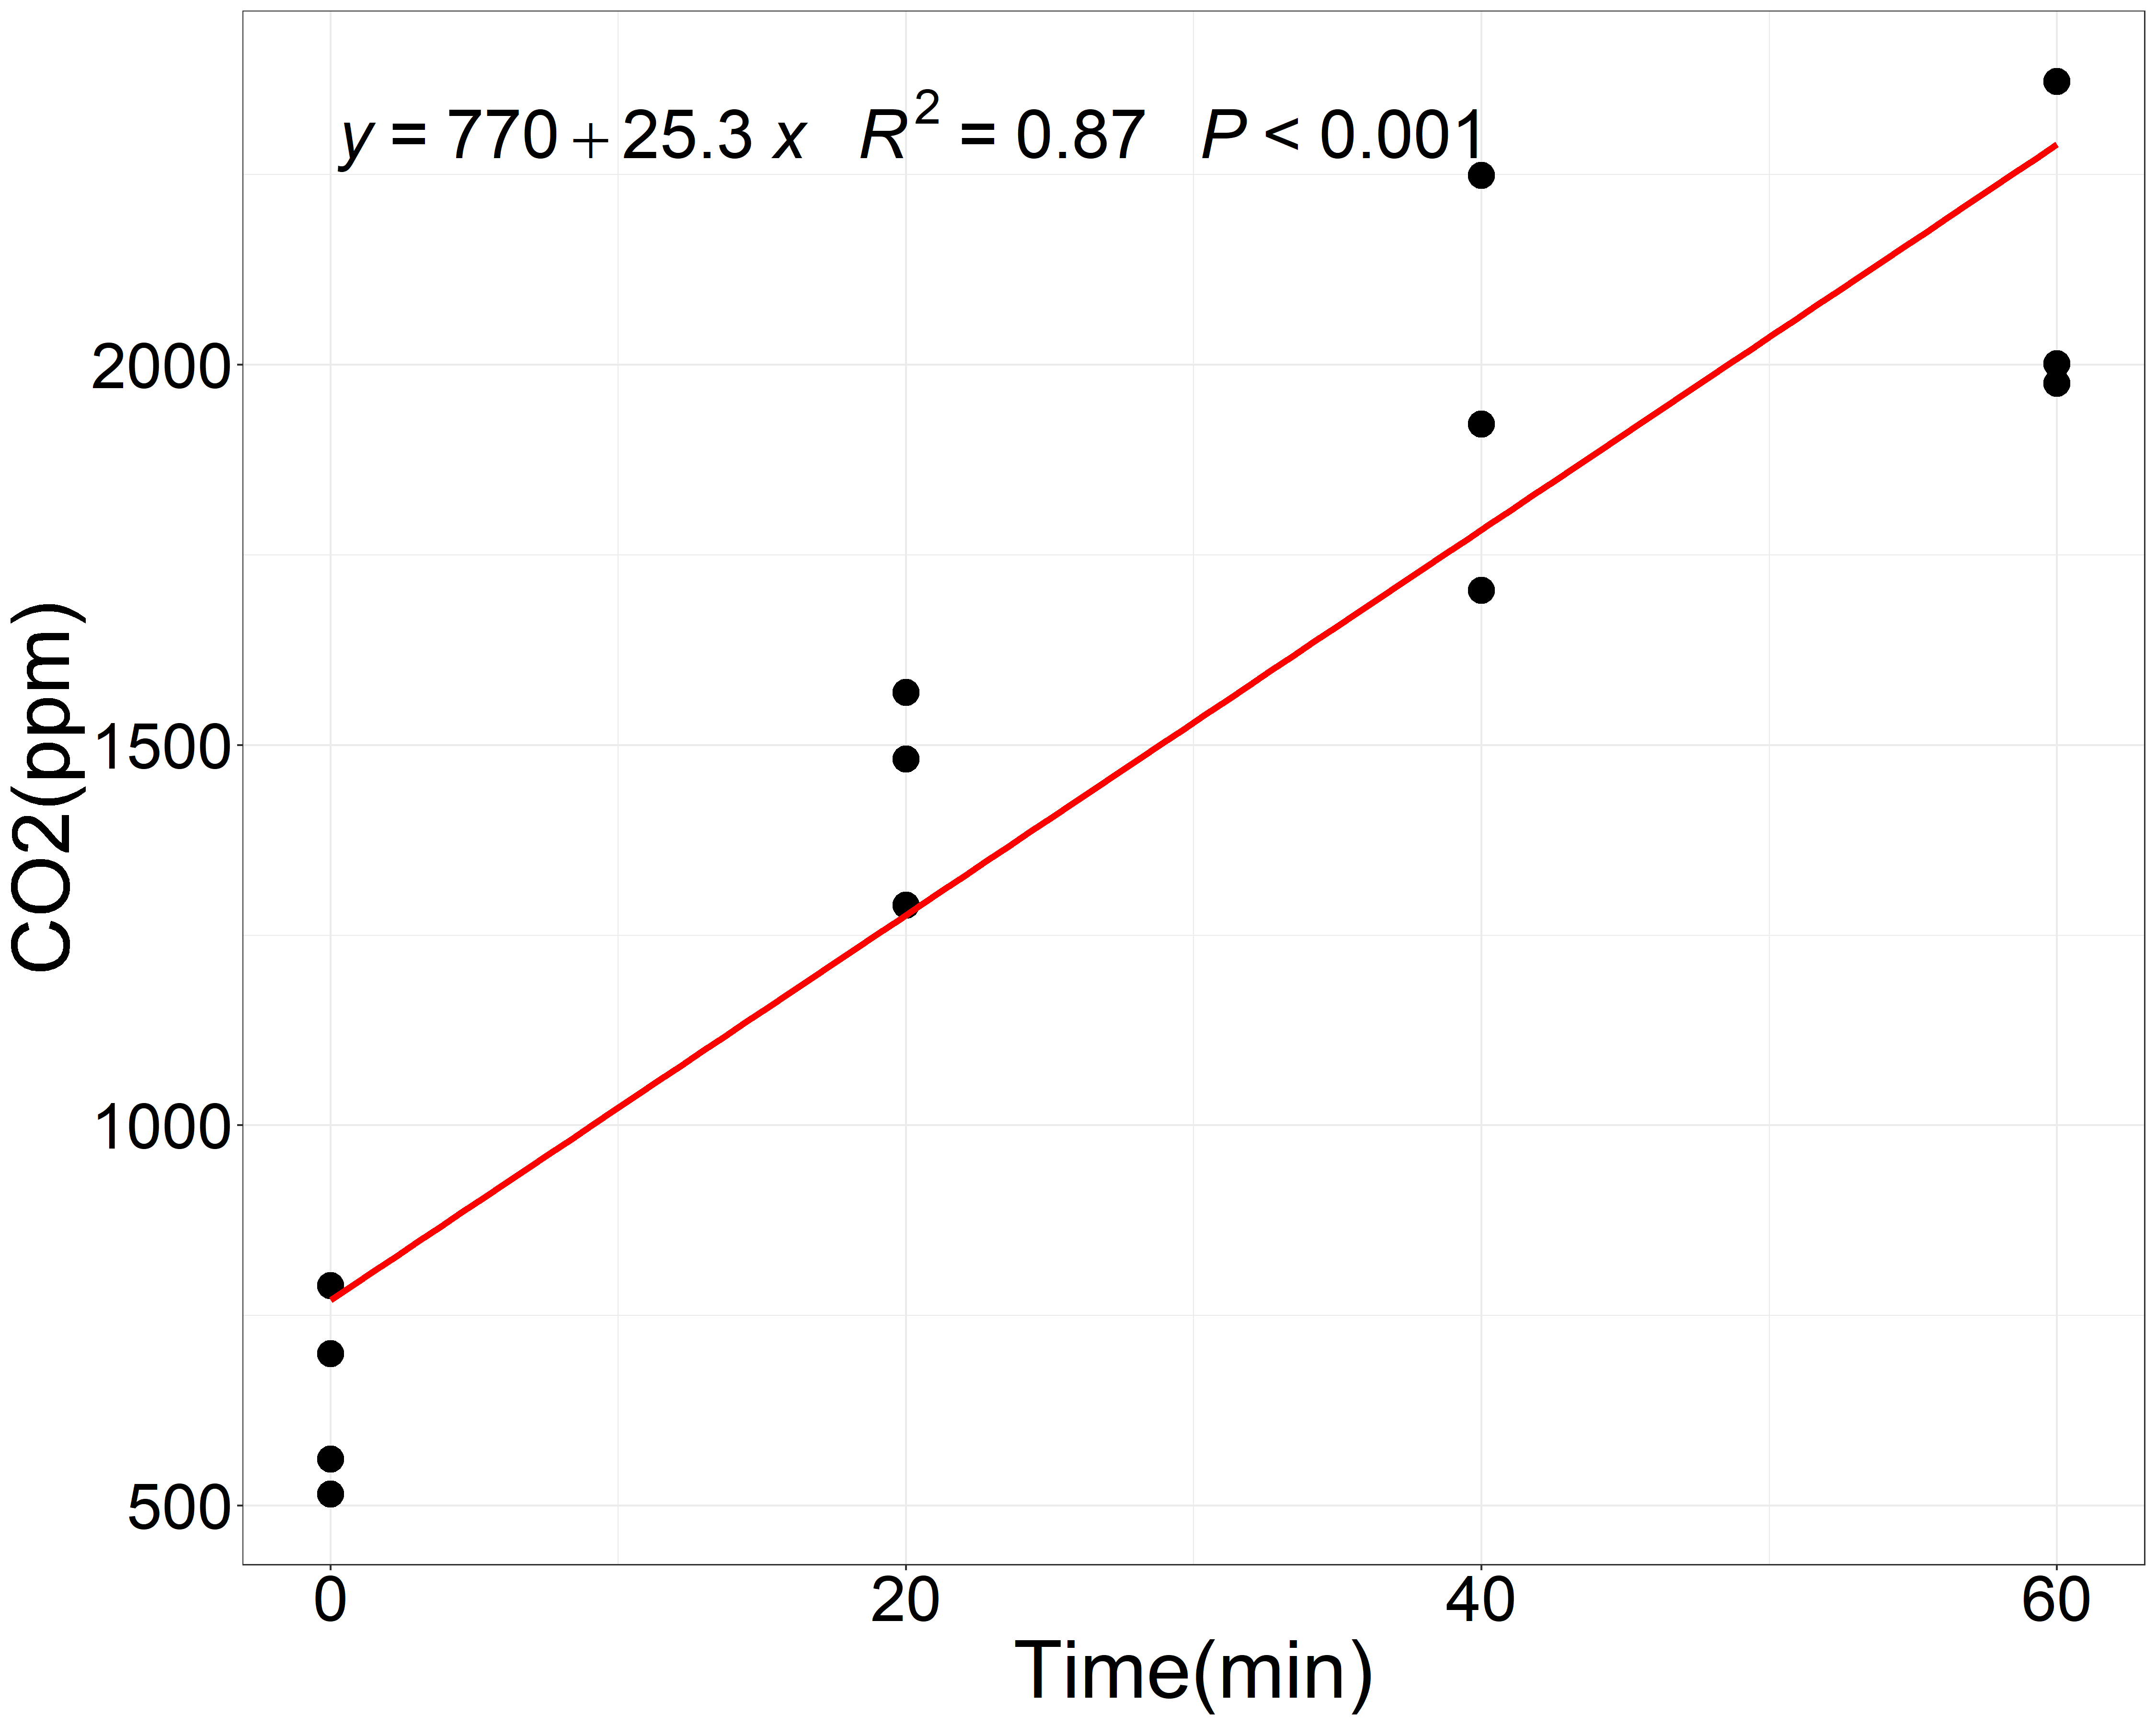 y = 770 + 25.3 x R² = 0.87 P < 0.001
2000
1500
1000
500
CO2(ppm)
0 20 40 60
Time(min)